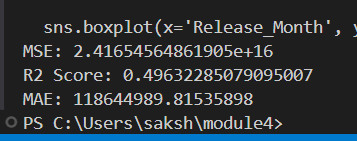 sns.boxplot(x='Release_Month', y
MSE: 2.41654564861905e+16
R2 Score: 0.49632285079095007
MAE: 118644989.81535898
PS C:\Users\saksh\module4>